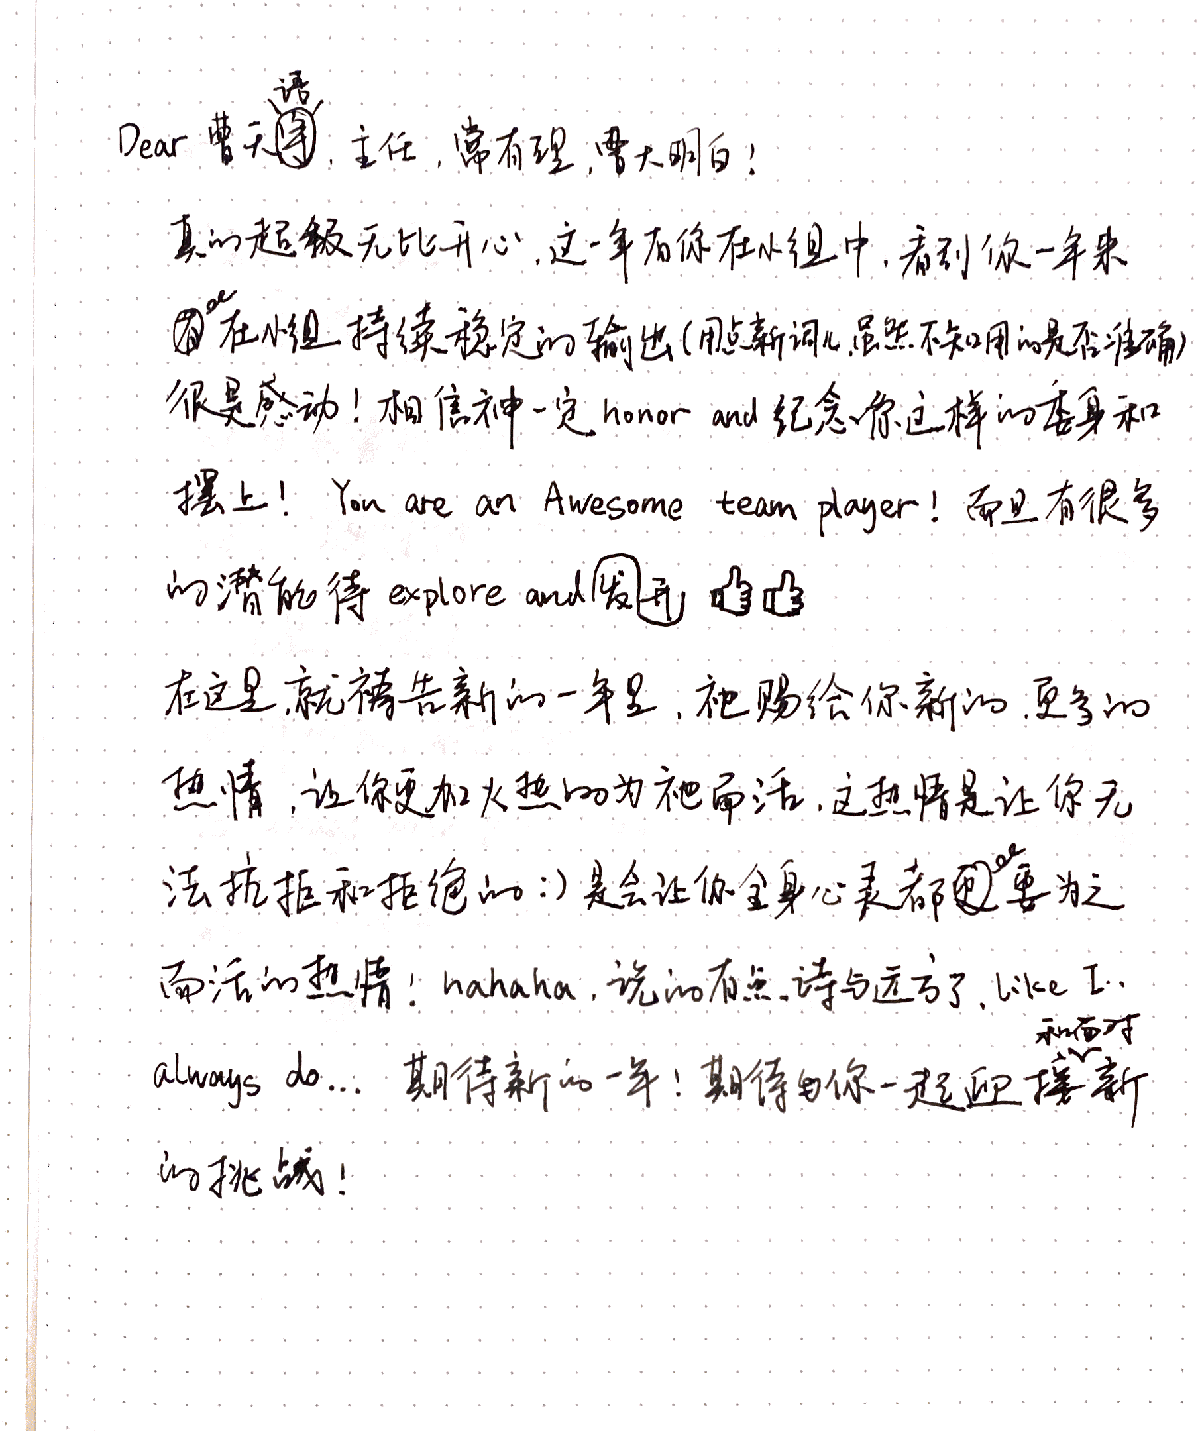 语
Dear 曹天, 主任, 常有理, 曹大明白!
真的超级无比开心, 这一年有你在小组中, 看到你一年来
在小组持续稳定的输出(用点新词儿, 虽然不知用的是否准确)
很是感动! 相信神一定 honor and 纪念你这样的委身和
摆上! You are an Awesome team player! 而且有很多
的潜能待 explore and 发开 👍👍
在这里, 就祷告新的一年里, 祂赐给你新的, 更多的
热情, 让你更加火热的为祂而活, 这热情是让你无
法抗拒和拒绝的 :) 是会让你全身心灵都要为之
而活的热情! hahaha, 说的有点诗与远方了, Like I..
和面对
always do... 期待新的一年! 期待与你一起迎接新
的挑战!